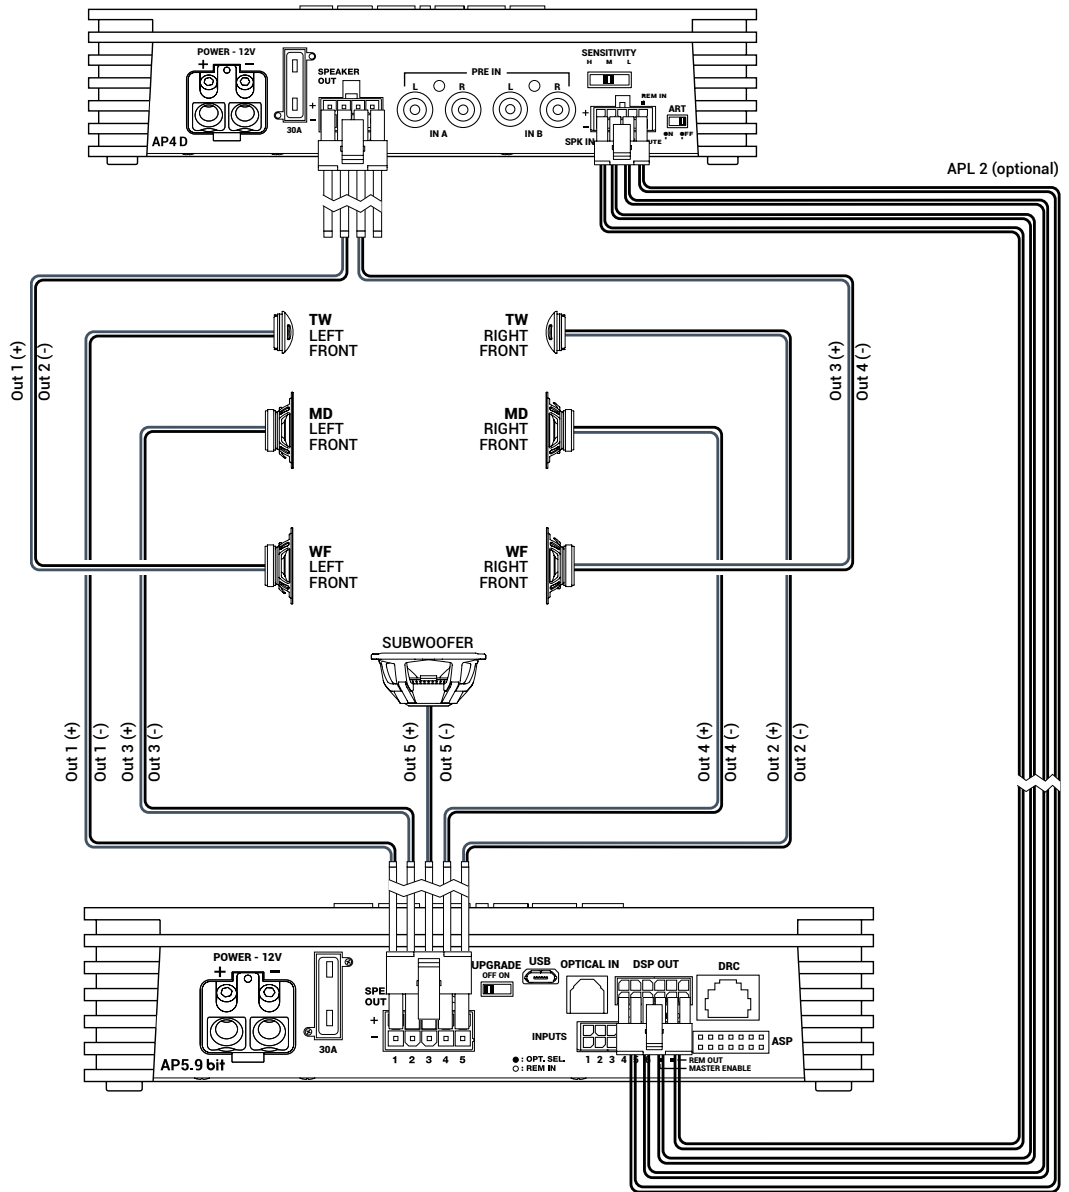 POWER - 12V
+ −
30A
SPEAKER
OUT
+
−
PRE IN
L R L R
IN A IN B
SENSITIVITY
H M L
REM IN
ART
ON OFF
+
−
SPK IN
UTE
AP4 D
APL 2 (optional)
Out 1 (+)
Out 2 (-)
TW
LEFT
FRONT
TW
RIGHT
FRONT
Out 3 (+)
Out 4 (-)
MD
LEFT
FRONT
MD
RIGHT
FRONT
WF
LEFT
FRONT
WF
RIGHT
FRONT
SUBWOOFER
Out 1 (+)
Out 1 (-)
Out 3 (+)
Out 3 (-)
Out 5 (+)
Out 5 (-)
Out 4 (+)
Out 4 (-)
Out 2 (+)
Out 2 (-)
POWER - 12V
+ −
30A
SPE
OUT
+
−
1 2 3 4 5
UPGRADE
OFF ON
USB
OPTICAL IN
DSP OUT
DRC
INPUTS
ASP
1 2 3 4 5
● : OPT. SEL.
○ : REM IN
REM OUT
MASTER ENABLE
AP5.9 bit